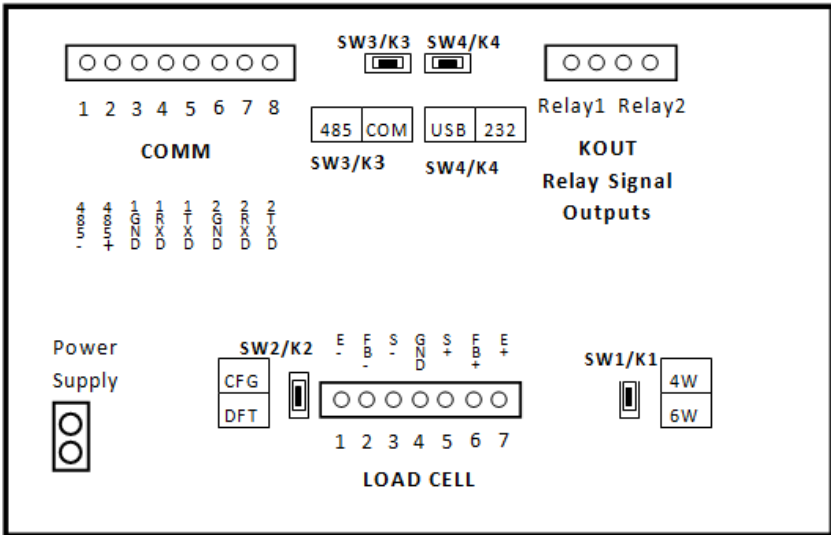 SW3/K3 SW4/K4
1 2 3 4 5 6 7 8
COMM
485 COM
USB 232
SW3/K3
SW4/K4
Relay1 Relay2
KOUT
Relay Signal
Outputs
485-
485+
1GND
1RXD
1TXD
2GND
2RXD
2TXD
Power
Supply
SW2/K2
CFG
DFT
E-
FB-
S-
GND
S+
FB+
E+
1 2 3 4 5 6 7
LOAD CELL
SW1/K1
4W
6W